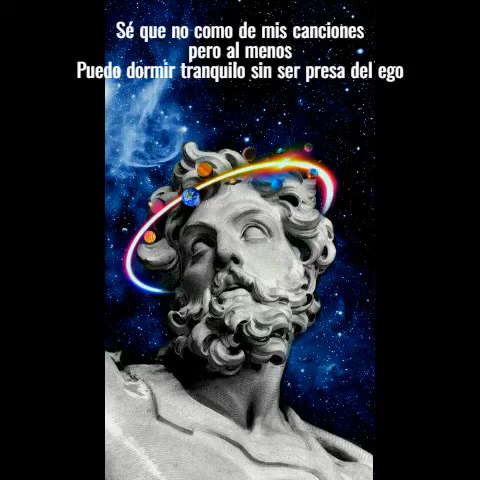 Sé que no como de mis canciones
pero al menos
Puedo dormir tranquilo sin ser presa del ego